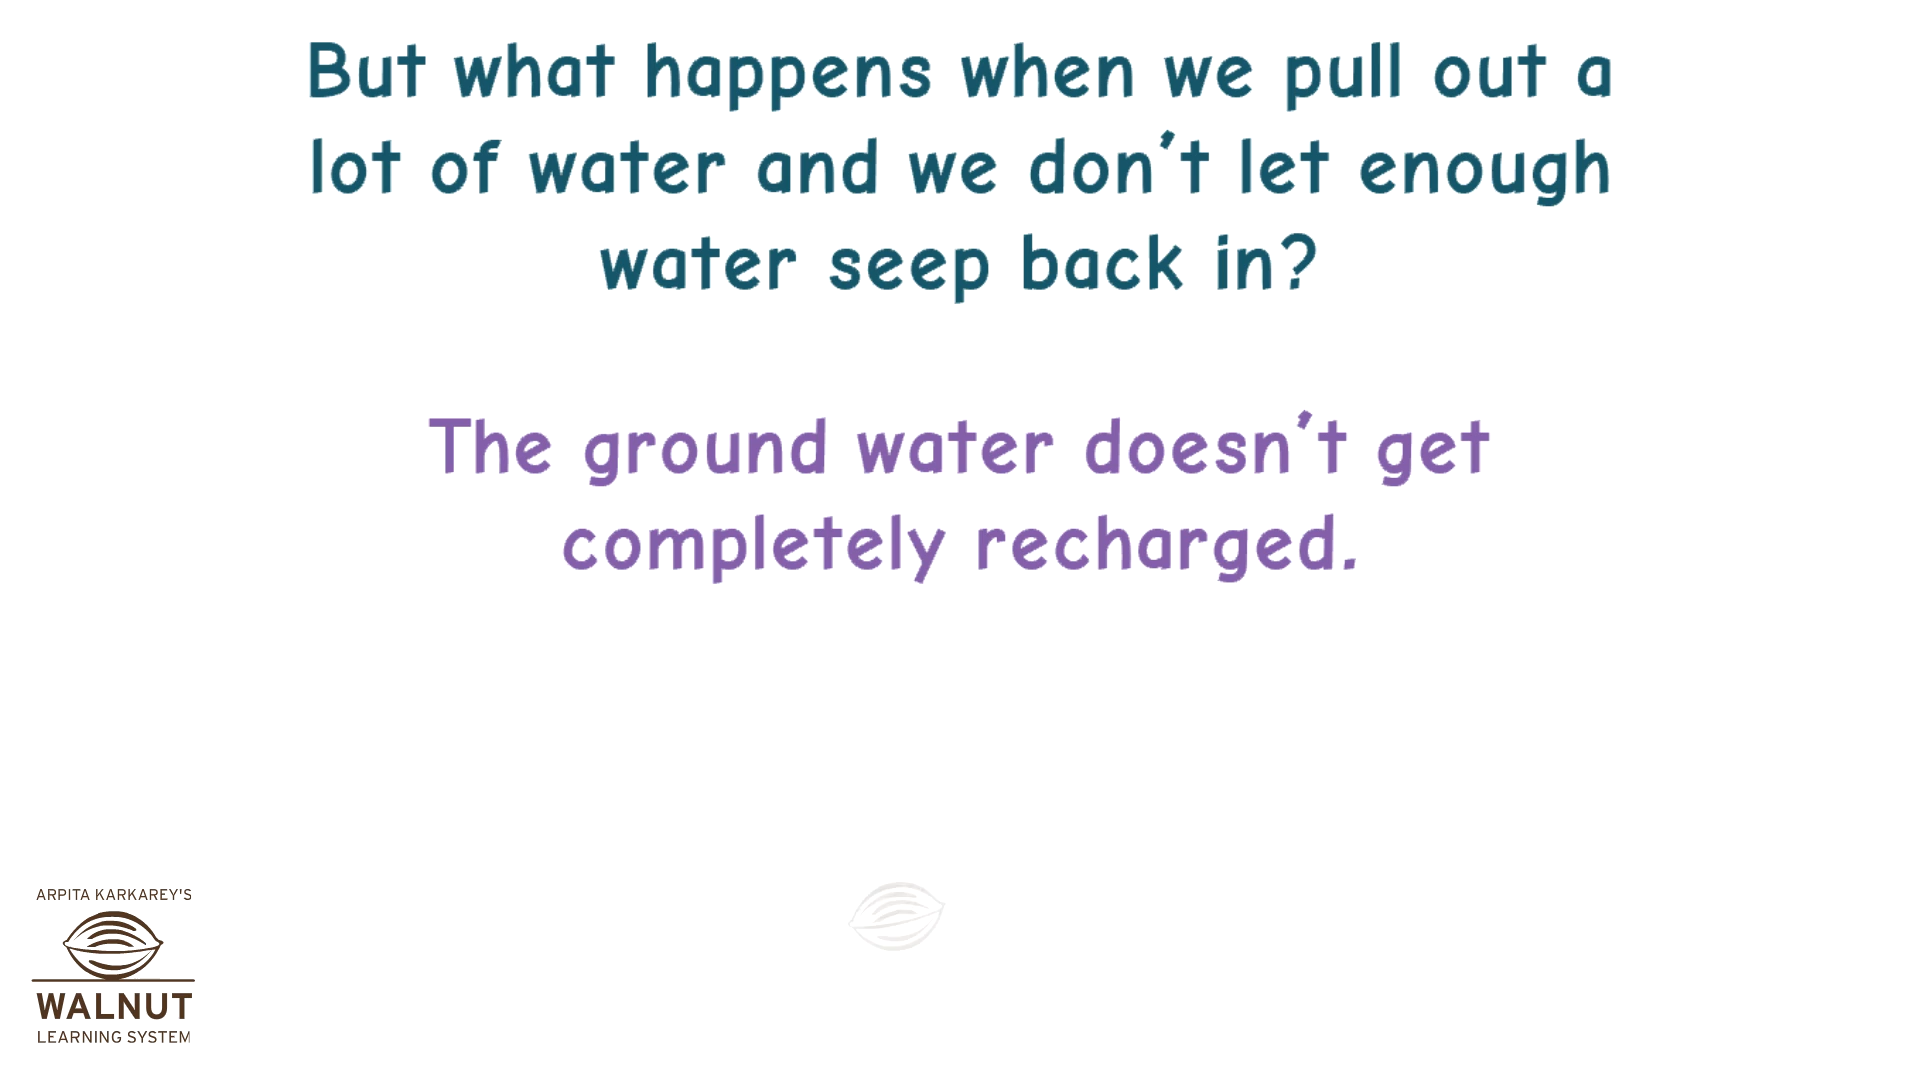 But what happens when we pull out a
lot of water and we don't let enough
water seep back in?
The ground water doesn't get
completely recharged.
ARPITA KARKAREY'S
WALNUT
LEARNING SYSTEM